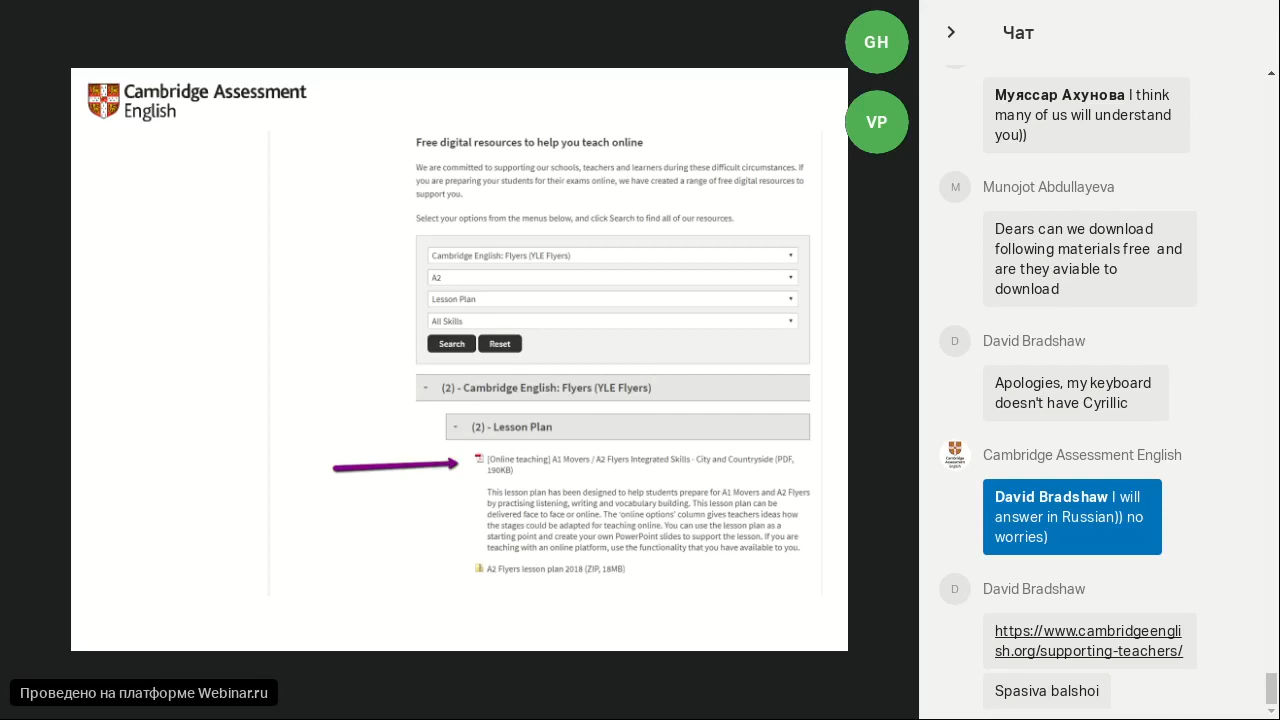 Cambridge Assessment
English
Free digital resources to help you teach online
We are committed to supporting our schools, teachers and learners during these difficult circumstances. If
you are preparing your students for their exams online, we have created a range of free digital resources to
support you.
Select your options from the menus below, and click Search to find all of our resources.
Cambridge English: Flyers (YLE Flyers)
A2
Lesson Plan
All Skills
Search Reset
(2) - Cambridge English: Flyers (YLE Flyers)
(2) - Lesson Plan
[Online teaching] A1 Movers / A2 Flyers Integrated Skills - City and Countryside (PDF,
190KB)
This lesson plan has been designed to help students prepare for A1 Movers and A2 Flyers
by practising listening, writing and vocabulary building. This lesson plan can be
delivered face to face or online. The 'online options' column gives teachers ideas how
the stages could be adapted for teaching online. You can use the lesson plan as a
starting point and create your own PowerPoint slides to support the lesson. If you are
teaching with an online platform, use the functionality that you have available to you.
A2 Flyers lesson plan 2018 (ZIP, 18MB)
GH
VP
Проведено на платформе Webinar.ru
Чат
Муяссар Ахунова I think
many of us will understand
you))
M Munojot Abdullayeva
Dears can we download
following materials free and
are they aviable to
download
D David Bradshaw
Apologies, my keyboard
doesn't have Cyrillic
Cambridge Assessment English
David Bradshaw I will
answer in Russian)) no
worries)
D David Bradshaw
https://www.cambridgeengli
sh.org/supporting-teachers/
Spasiva balshoi